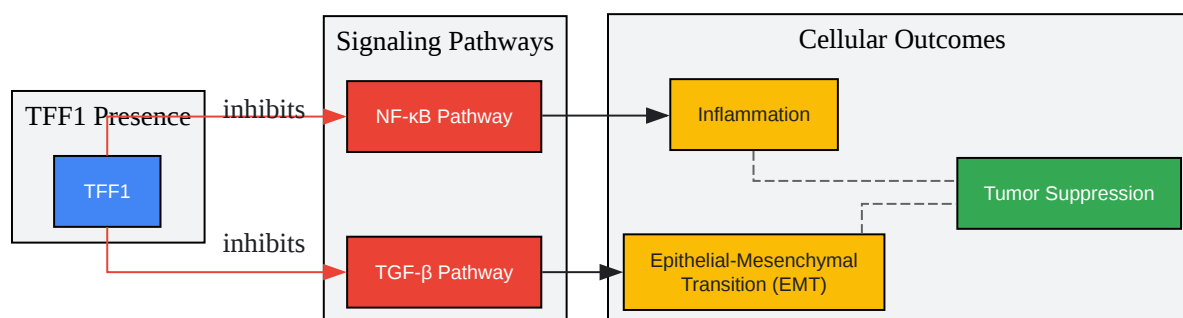 Signaling Pathways
Cellular Outcomes
TFF1 Presence
inhibits
NF-κB Pathway
Inflammation
TFF1
Tumor Suppression
inhibits
TGF-β Pathway
Epithelial-Mesenchymal
Transition (EMT)